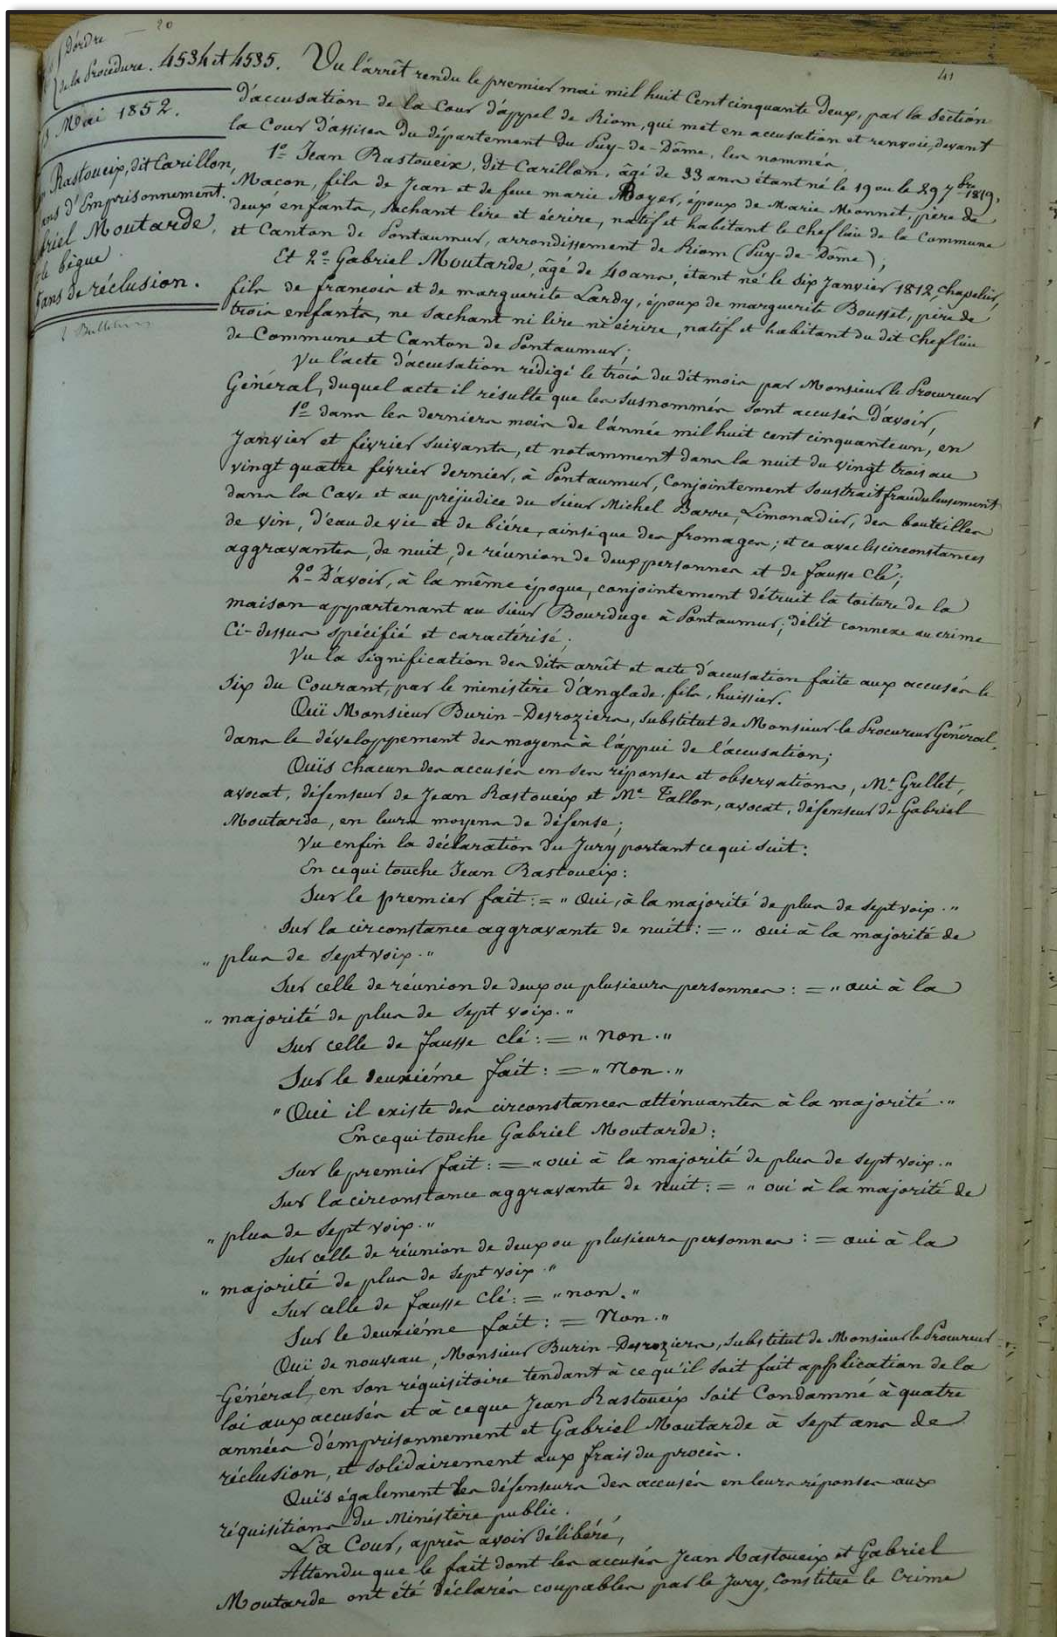 20
41
D'ordre
de la Procédure. 4534 et 4535.
Mai 1852.
Rastoueix, dit Carillon,
ans d'Emprisonnement.
briel Moutarde,
le bègue
ans de réclusion.
Vu l'arrêt rendu le premier mai mil huit Cent cinquante Deux, par la Section
D'accusation de la Cour d'appel de Riom, qui met en accusation et renvoie, devant
la Cour D'assises Du département du Puy-de-Dôme, les nommés,
1º Jean Rastoueix, dit Carillon, âgé de 33 ans étant né le 19 ou le 29 7bre 1819,
Macon, fils de Jean et de feue marie Boyer, époux de Marie Monnet, père de
deux enfants, sachant lire et écrire, natif et habitant le Chef lieu de la Commune
et Canton de Pontaumur, arrondissement de Riom (Puy-de-Dôme);
Et 2º Gabriel Moutarde, âgé de 40 ans, étant né le Six Janvier 1812, chapelier,
fils de francois et de marguerite Lardy, époux de marguerite Bousset, père de
trois enfants, ne sachant ni lire ni écrire, natif et habitant du dit Chef lieu
de Commune et Canton de Pontaumur;
Vu l'acte d'accusation rédigé le trois du dit mois par Monsieur le Procureur
Général, duquel acte il résulte que les susnommés sont accusés D'avoir,
1º dans les derniers mois de l'année mil huit cent cinquante un, en
Janvier et février suivants, et notamment dans la nuit du vingt trois au
vingt quatre février dernier, à Pontaumur, Conjointement soustrait frauduleusement
dans la Cave et au préjudice du sieur Michel Barre, Limonadier, des bouteilles
de vin, d'eau de vie et de bière, ainsi que des fromages; et ce avec les circonstances
aggravantes, de nuit, de réunion de deux personnes et de fausse Clé;
2º D'avoir, à la même époque, conjointement détruit la toiture de la
maison appartenant au sieur Bourduge à Pontaumur; délit connexe au crime
Ci-dessus spécifié et caractérisé;
Vu la signification des dits arrêt et acte d'accusation faite aux accusés le
Six du Courant, par le ministère d'Anglade, fils, huissier.
Ouï Monsieur Burin-Desroziers, Substitut de Monsieur le Procureur Général,
dans le développement des moyens à l'appui de l'accusation;
Ouïs chacun des accusés en ses réponses et observations, Me Grellet,
avocat, défenseur de Jean Rastoueix et Me Tallon, avocat, défenseur de Gabriel
Moutarde, en leurs moyens de défense;
Vu enfin la déclaration du Jury portant ce qui suit:
En ce qui touche Jean Rastoueix:
Sur le premier fait: = " Oui, à la majorité de plus de sept voix. "
Sur la circonstance aggravante de nuit: = " oui à la majorité de
" plus de Sept voix. "
Sur celle de réunion de deux ou plusieurs personnes: = " oui à la
" majorité de plus de Sept voix. "
Sur celle de fausse clé: = " non. "
Sur le deuxième fait: = " Non. "
" Oui il existe des circonstances atténuantes à la majorité. "
En ce qui touche Gabriel Moutarde:
Sur le premier fait: = " oui à la majorité de plus de Sept voix. "
Sur la circonstance aggravante de nuit: = " oui à la majorité de
" plus de Sept voix. "
Sur celle de réunion de deux ou plusieurs personnes: = oui à la
" majorité de plus de Sept voix. "
Sur celle de fausse Clé: = " non. "
Sur le deuxième fait: = Non. "
Ouï de nouveau, Monsieur Burin-Desroziers, Substitut de Monsieur le Procureur-
Général, en son réquisitoire tendant à ce qu'il soit fait application de la
loi aux accusés et à ce que Jean Rastoueix soit Condamné à quatre
années d'emprisonnement et Gabriel Moutarde à Sept ans de
réclusion, et solidairement aux frais du procès.
Ouïs également les défenseurs des accusés en leurs réponses aux
réquisitions du Ministère public.
La Cour, après avoir délibéré,
Attendu que le fait dont les accusés Jean Rastoueix et Gabriel
Moutarde ont été déclarés coupables par le Jury, Constitue le Crime